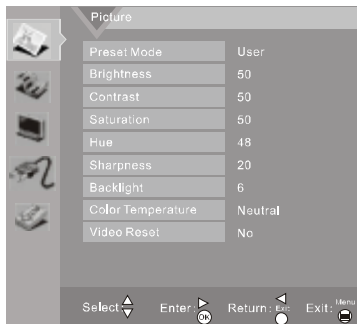 Picture
Preset Mode User
Brightness 50
Contrast 50
Saturation 50
Hue 48
Sharpness 20
Backlight 6
Color Temperature Neutral
Video Reset No
Select Enter: OK Return: Exit Exit: Menu